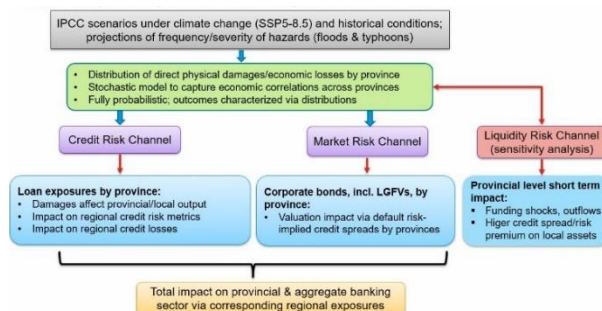 IPCC scenarios under climate change (SSP5-8.5) and historical conditions;
projections of frequency/severity of hazards (floods & typhoons)
• Distribution of direct physical damages/economic losses by province
• Stochastic model to capture economic correlations across provinces
• Fully probabilistic; outcomes characterized via distributions
Credit Risk Channel
Market Risk Channel
Liquidity Risk Channel
(sensitivity analysis)
Loan exposures by province:
• Damages affect provincial/local output
• Impact on regional credit risk metrics
• Impact on regional credit losses
Corporate bonds, incl. LGFVs, by
province:
• Valuation impact via default risk-
implied credit spreads by provinces
Provincial level short term
impact:
• Funding shocks, outflows
• Higer credit spread/risk
premium on local assets
Total impact on provincial & aggregate banking
sector via corresponding regional exposures